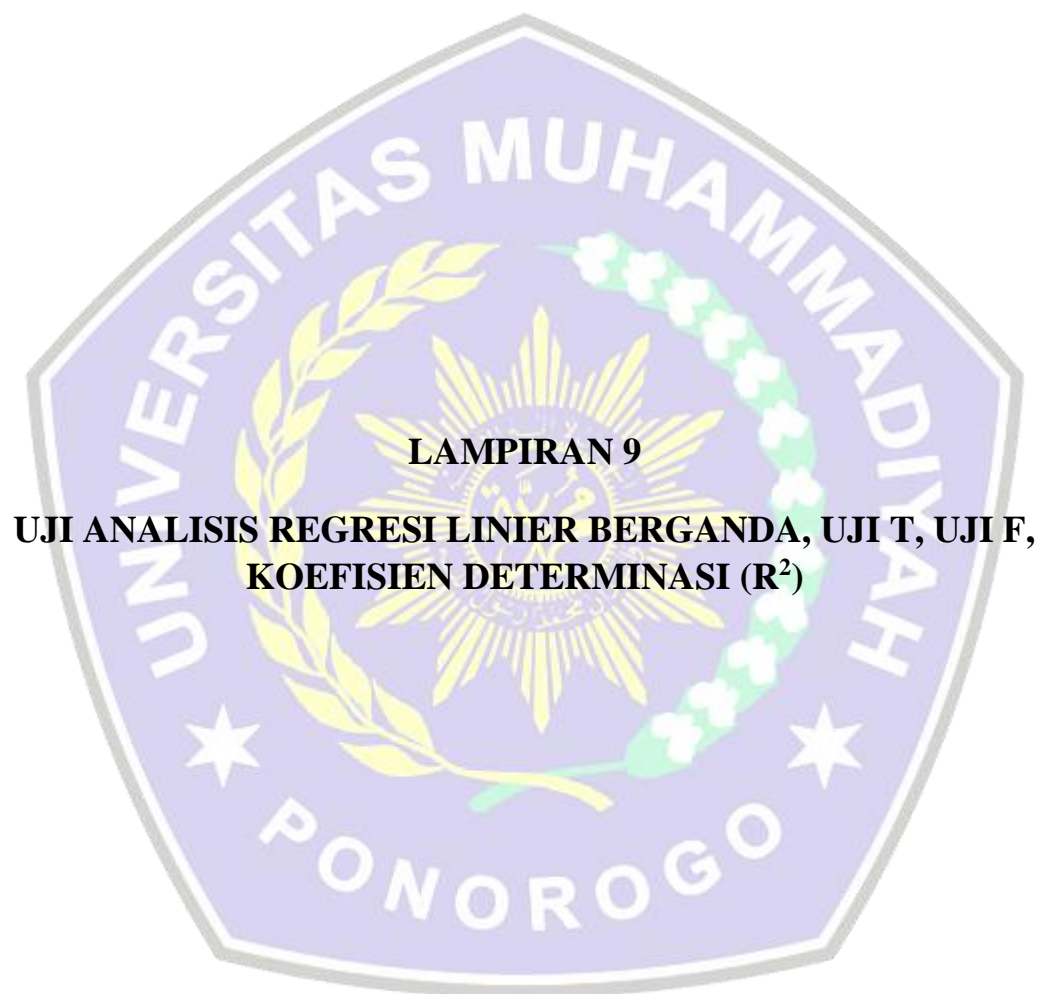 UNIVERSITAS MUHAMMADIYAH
PONOROGO
LAMPIRAN 9
UJI ANALISIS REGRESI LINIER BERGANDA, UJI T, UJI F,
KOEFISIEN DETERMINASI (R²)